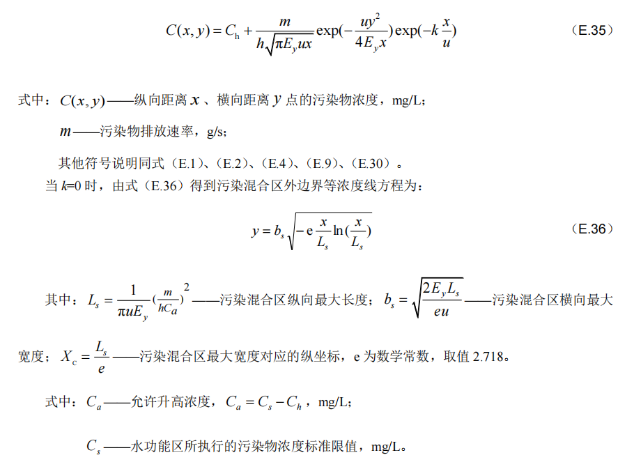 C(x, y) = C_h + \frac{m}{h\sqrt{\pi E_y ux}} exp(-\frac{uy^2}{4E_y x}) exp(-k\frac{x}{u}) （E.35）
式中：C(x, y)——纵向距离 x 、横向距离 y 点的污染物浓度，mg/L；
m——污染物排放速率，g/s；
其他符号说明同式（E.1）、（E.2）、（E.4）、（E.9）、（E.30）。
当 k=0 时，由式（E.36）得到污染混合区外边界等浓度线方程为：
y = b_s \sqrt{-e\frac{x}{L_s}ln(\frac{x}{L_s})} （E.36）
其中：L_s = \frac{1}{\pi uE_y}(\frac{m}{hC_a})^2——污染混合区纵向最大长度；b_s = \sqrt{\frac{2E_y L_s}{eu}}——污染混合区横向最大
宽度；X_c = \frac{L_s}{e}——污染混合区最大宽度对应的纵坐标，e 为数学常数，取值 2.718。
式中：C_a——允许升高浓度，C_a = C_s − C_h，mg/L；
C_s——水功能区所执行的污染物浓度标准限值，mg/L。